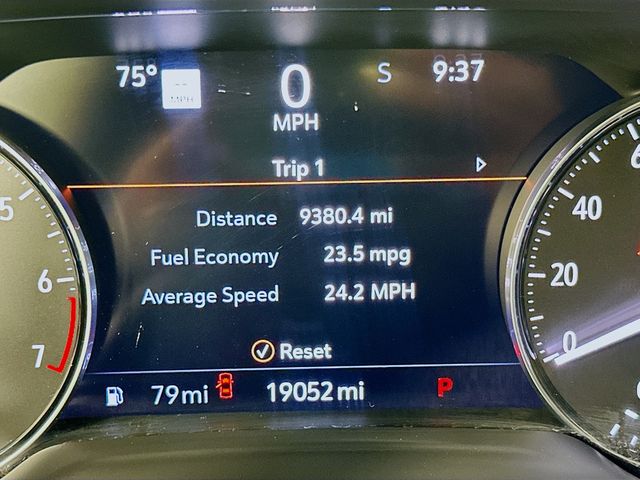 75° -- MPH 0 MPH S 9:37
Trip 1
Distance 9380.4 mi
Fuel Economy 23.5 mpg
Average Speed 24.2 MPH
Reset
79mi 19052mi P
5
6
7
40
20
0